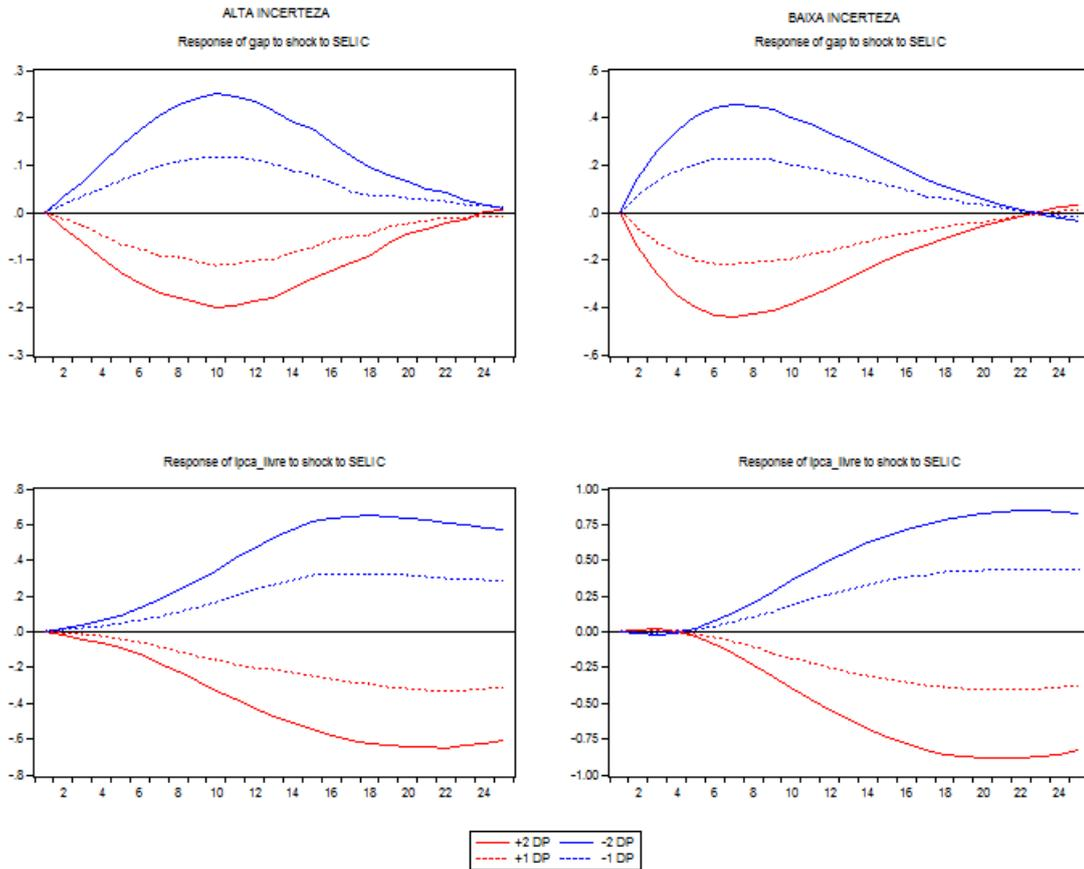 ALTA INCERTEZA
BAIXA INCERTEZA
Response of gap to shock to SELIC
Response of gap to shock to SELIC
.3
.2
.1
.0
-.1
-.2
-.3
2 4 6 8 10 12 14 16 18 20 22 24
.6
.4
.2
.0
-.2
-.4
-.6
2 4 6 8 10 12 14 16 18 20 22 24
Response of ipca_livre to shock to SELIC
Response of ipca_livre to shock to SELIC
.8
.6
.4
.2
.0
-.2
-.4
-.6
-.8
2 4 6 8 10 12 14 16 18 20 22 24
1.00
0.75
0.50
0.25
0.00
-0.25
-0.50
-0.75
-1.00
2 4 6 8 10 12 14 16 18 20 22 24
+2 DP -2 DP
+1 DP -1 DP